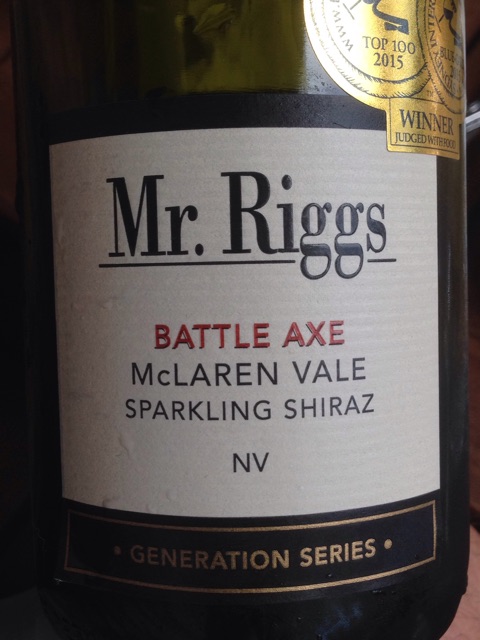 TOP 100
2015
WINNER
JUDGED WITH FOOD
Mr. Riggs
BATTLE AXE
McLAREN VALE
SPARKLING SHIRAZ
NV
• GENERATION SERIES •